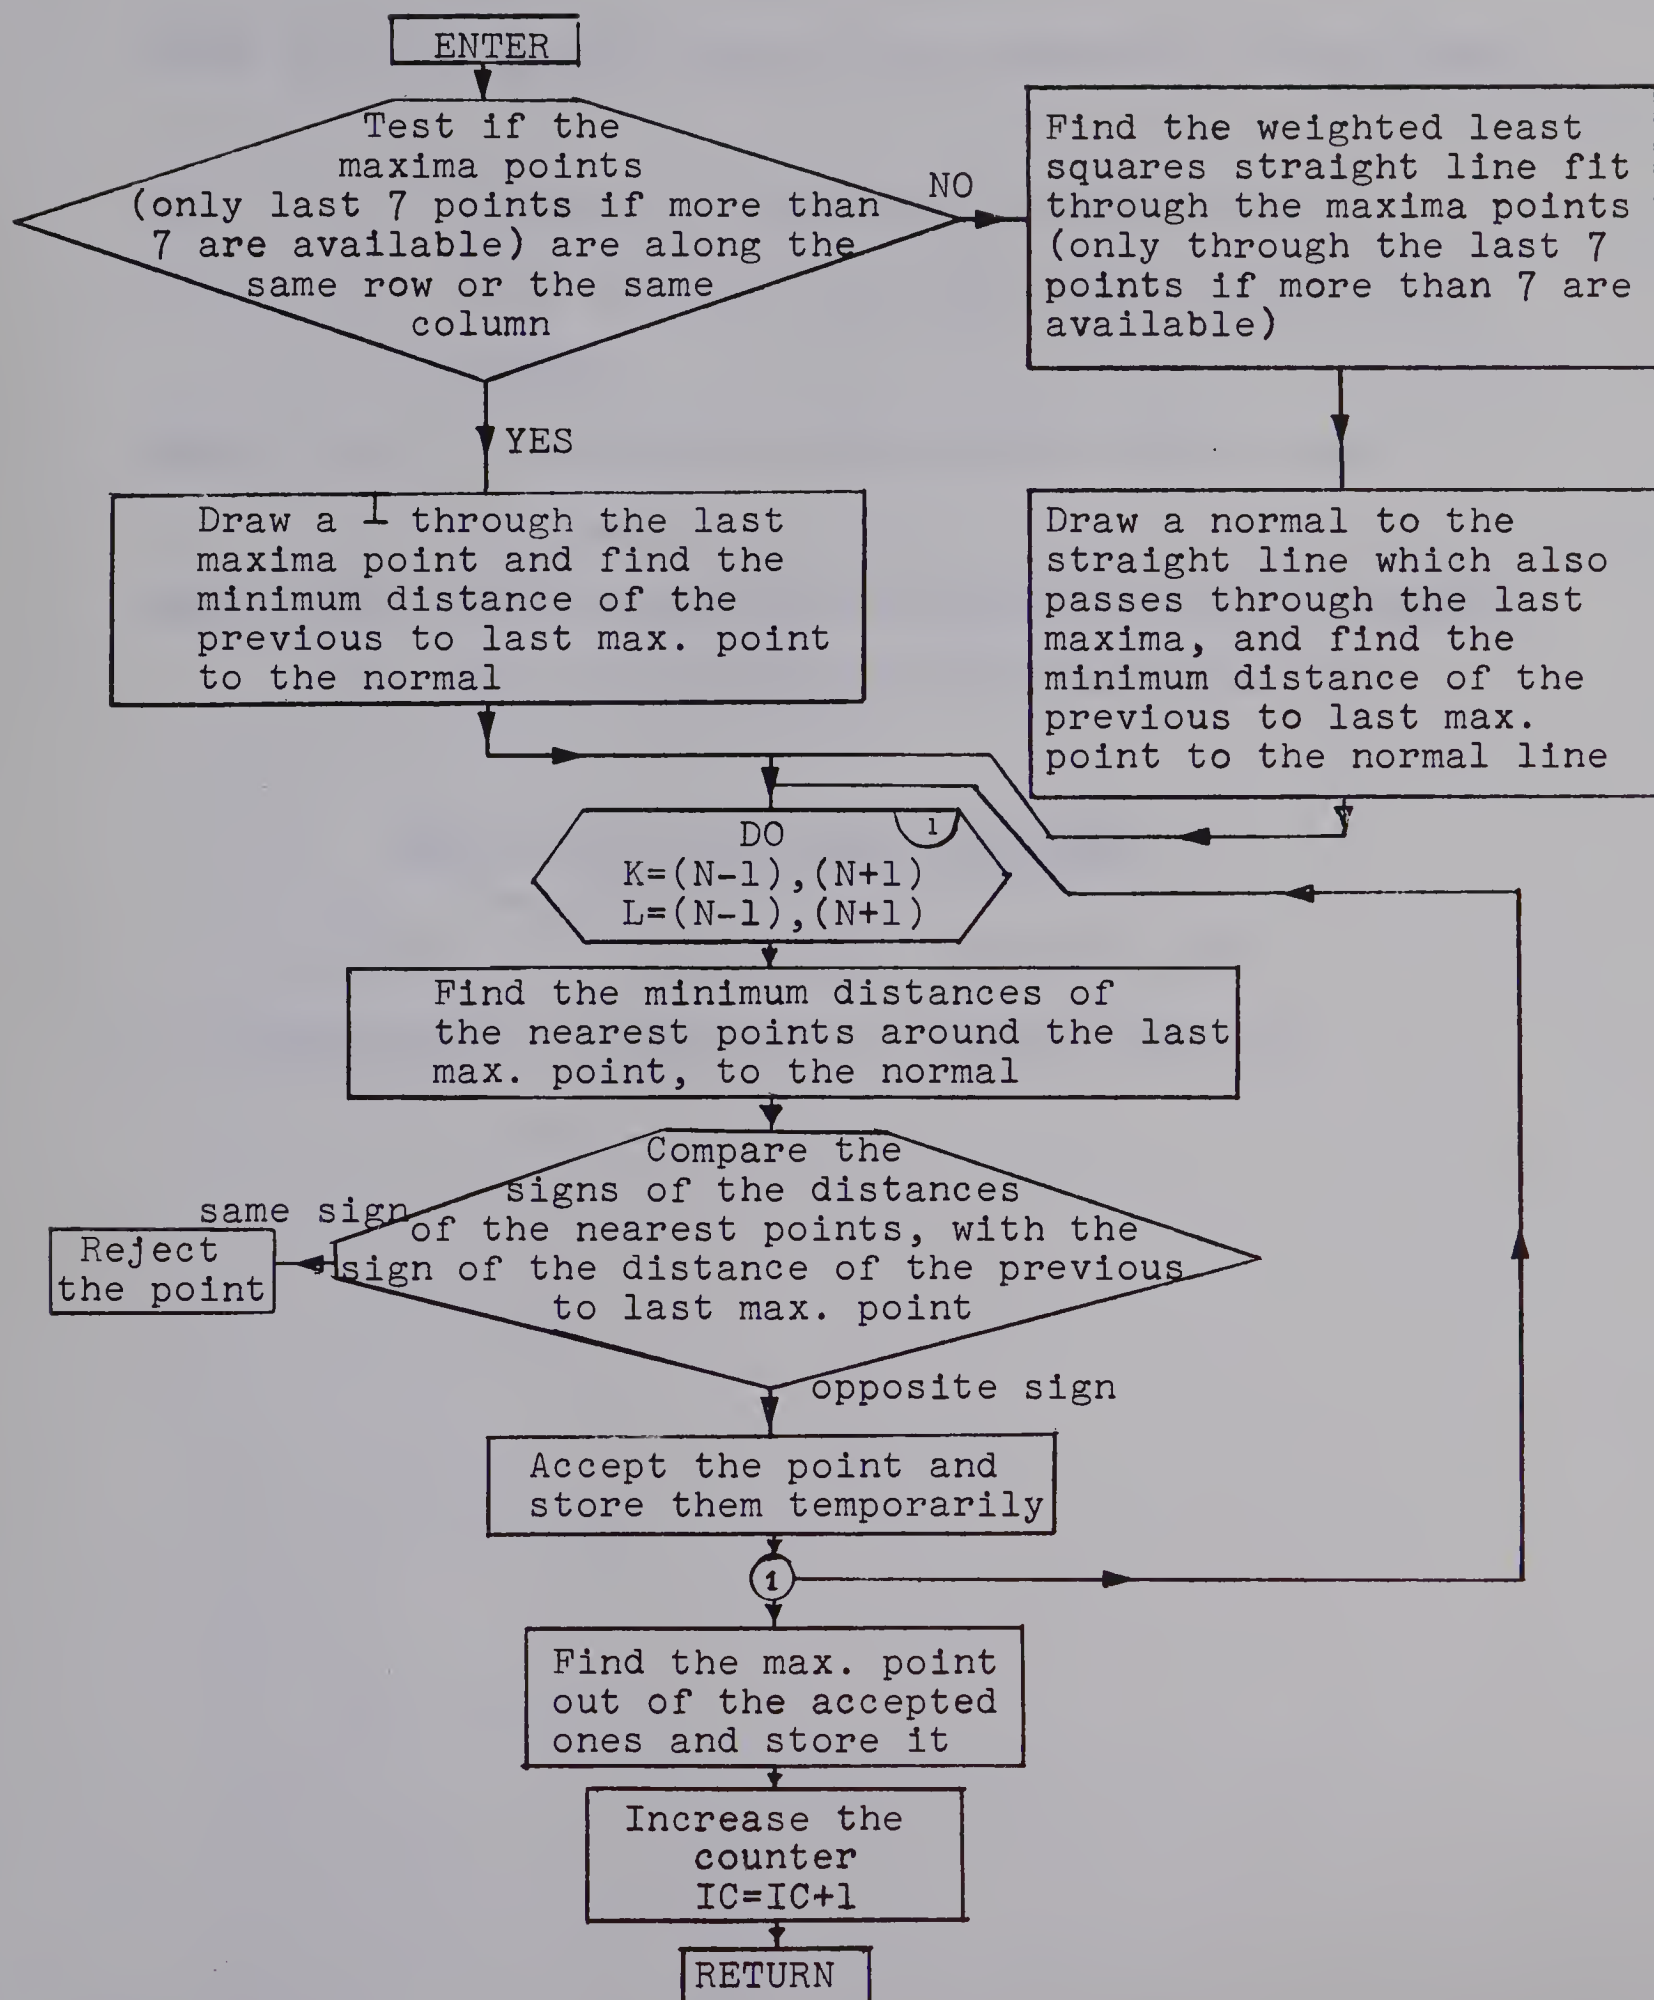 ENTER
Test if the
maxima points
(only last 7 points if more than
7 are available) are along the
same row or the same
column
NO
Find the weighted least
squares straight line fit
through the maxima points
(only through the last 7
points if more than 7 are
available)
YES
Draw a ⊥ through the last
maxima point and find the
minimum distance of the
previous to last max. point
to the normal
Draw a normal to the
straight line which also
passes through the last
maxima, and find the
minimum distance of the
previous to last max.
point to the normal line
DO
1
K=(N-1),(N+1)
L=(N-1),(N+1)
Find the minimum distances of
the nearest points around the last
max. point, to the normal
Compare the
signs of the distances
of the nearest points, with the
sign of the distance of the previous
to last max. point
same sign
Reject
the point
opposite sign
Accept the point and
store them temporarily
1
Find the max. point
out of the accepted
ones and store it
Increase the
counter
IC=IC+1
RETURN